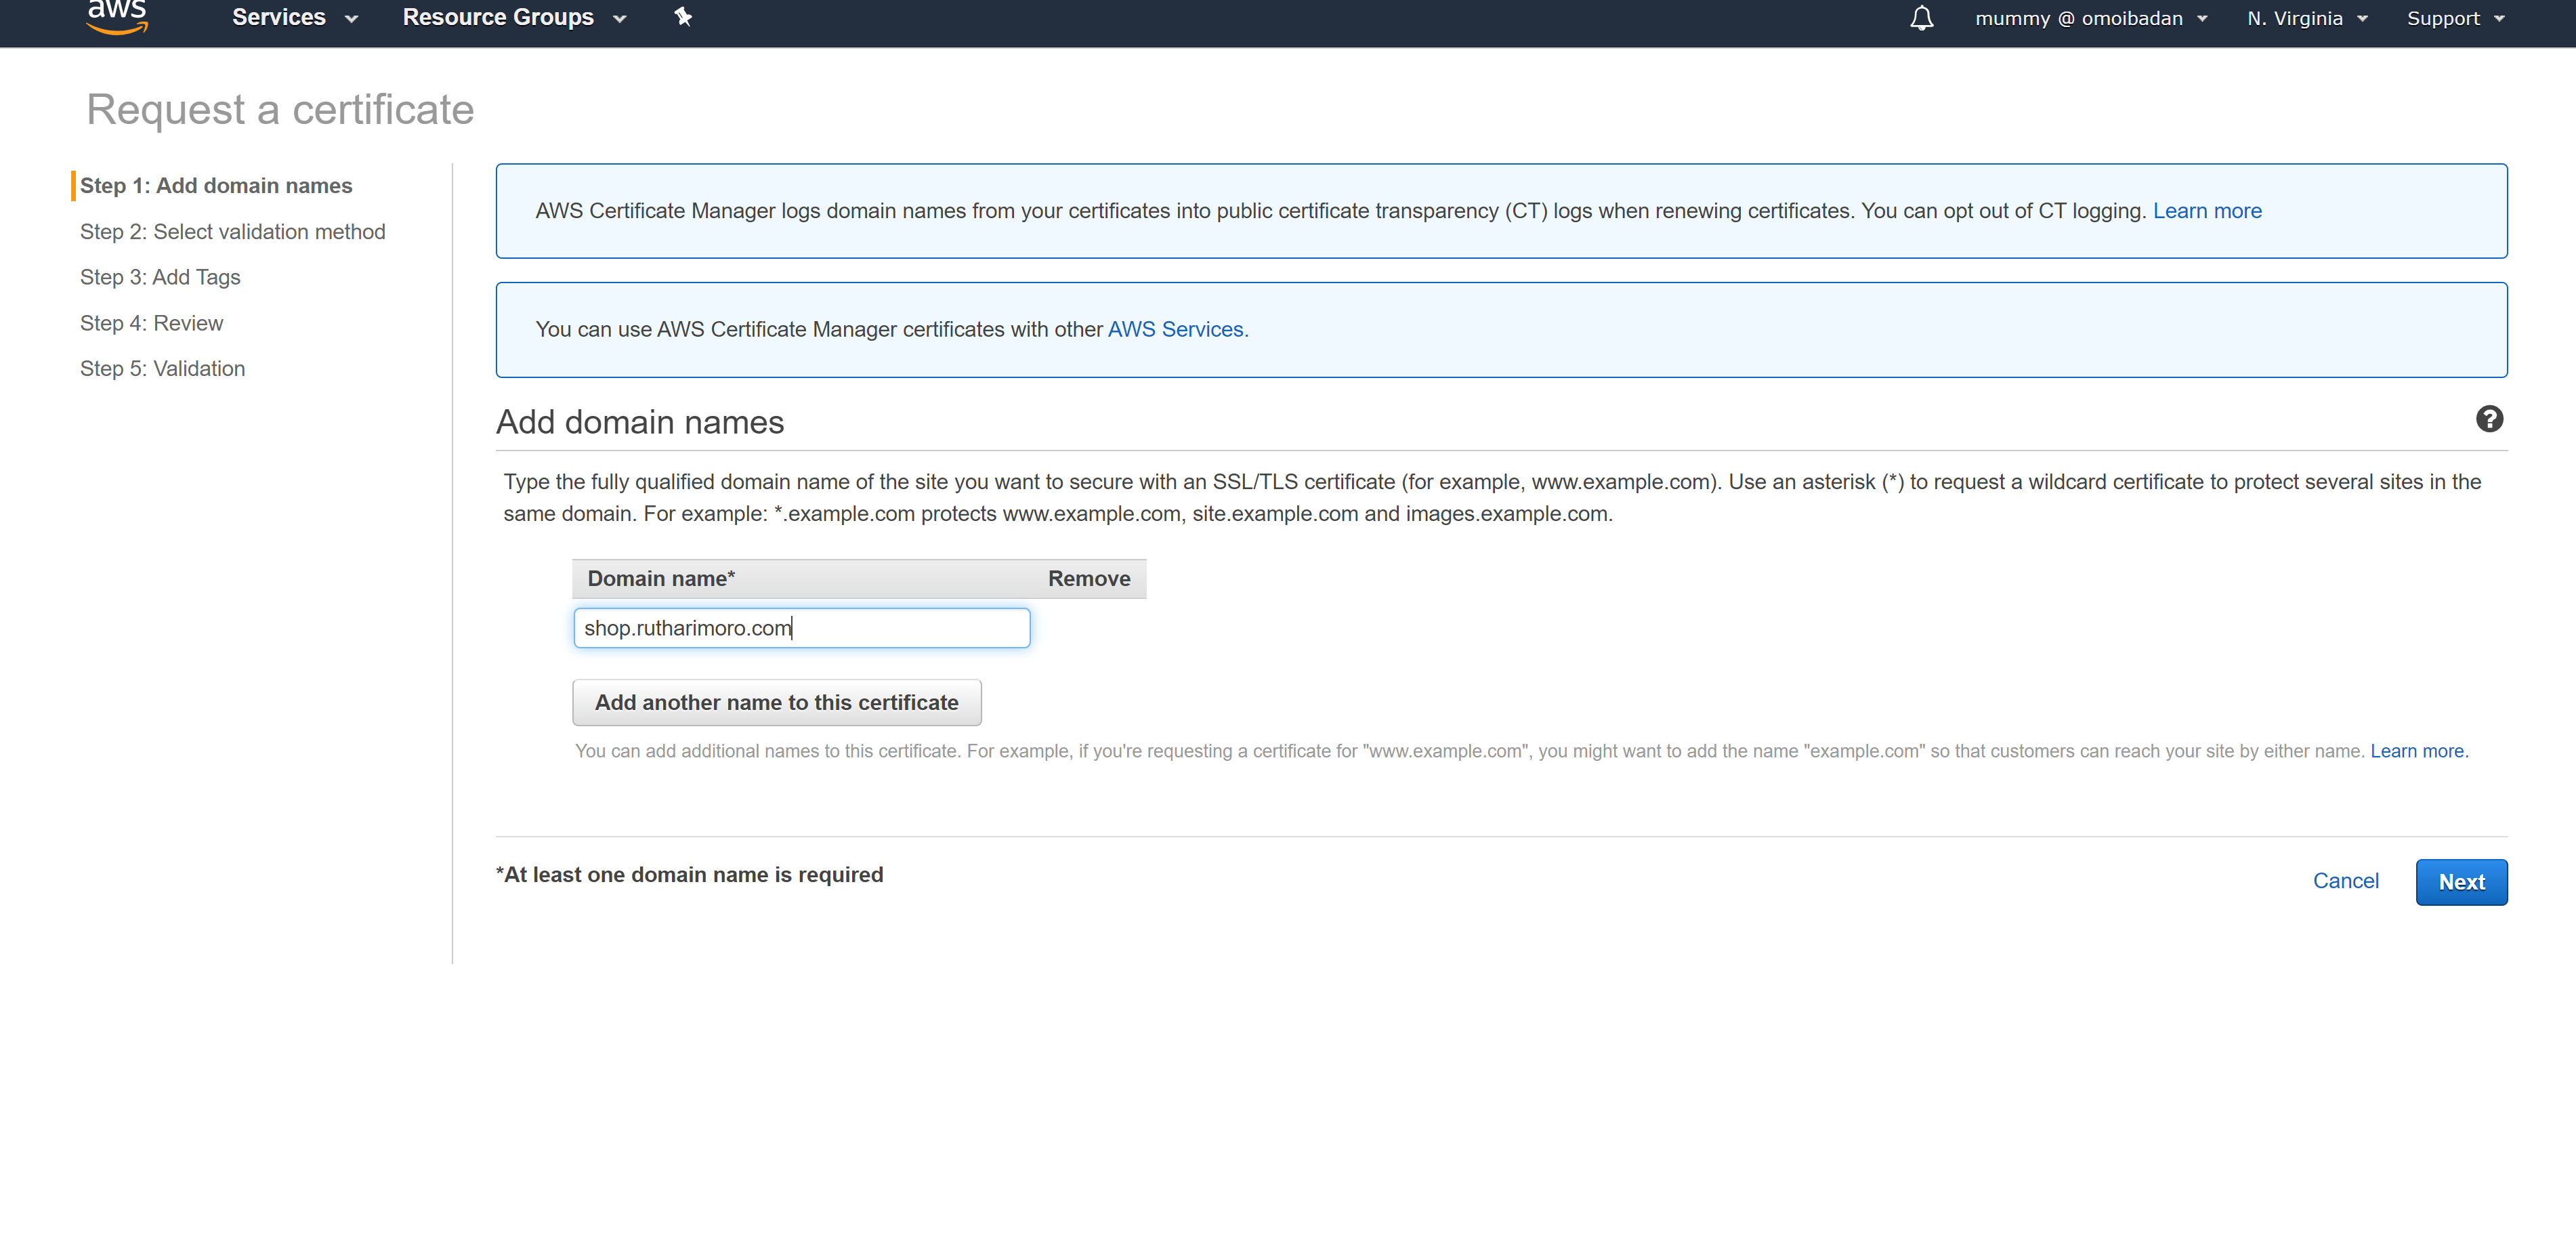 aws Services Resource Groups mummy @ omoibadan N. Virginia Support
Request a certificate
Step 1: Add domain names
Step 2: Select validation method
Step 3: Add Tags
Step 4: Review
Step 5: Validation
AWS Certificate Manager logs domain names from your certificates into public certificate transparency (CT) logs when renewing certificates. You can opt out of CT logging. Learn more
You can use AWS Certificate Manager certificates with other AWS Services.
Add domain names
?
Type the fully qualified domain name of the site you want to secure with an SSL/TLS certificate (for example, www.example.com). Use an asterisk (*) to request a wildcard certificate to protect several sites in the
same domain. For example: *.example.com protects www.example.com, site.example.com and images.example.com.
Domain name* Remove
shop.rutharimoro.com
Add another name to this certificate
You can add additional names to this certificate. For example, if you're requesting a certificate for "www.example.com", you might want to add the name "example.com" so that customers can reach your site by either name. Learn more.
*At least one domain name is required
Cancel Next